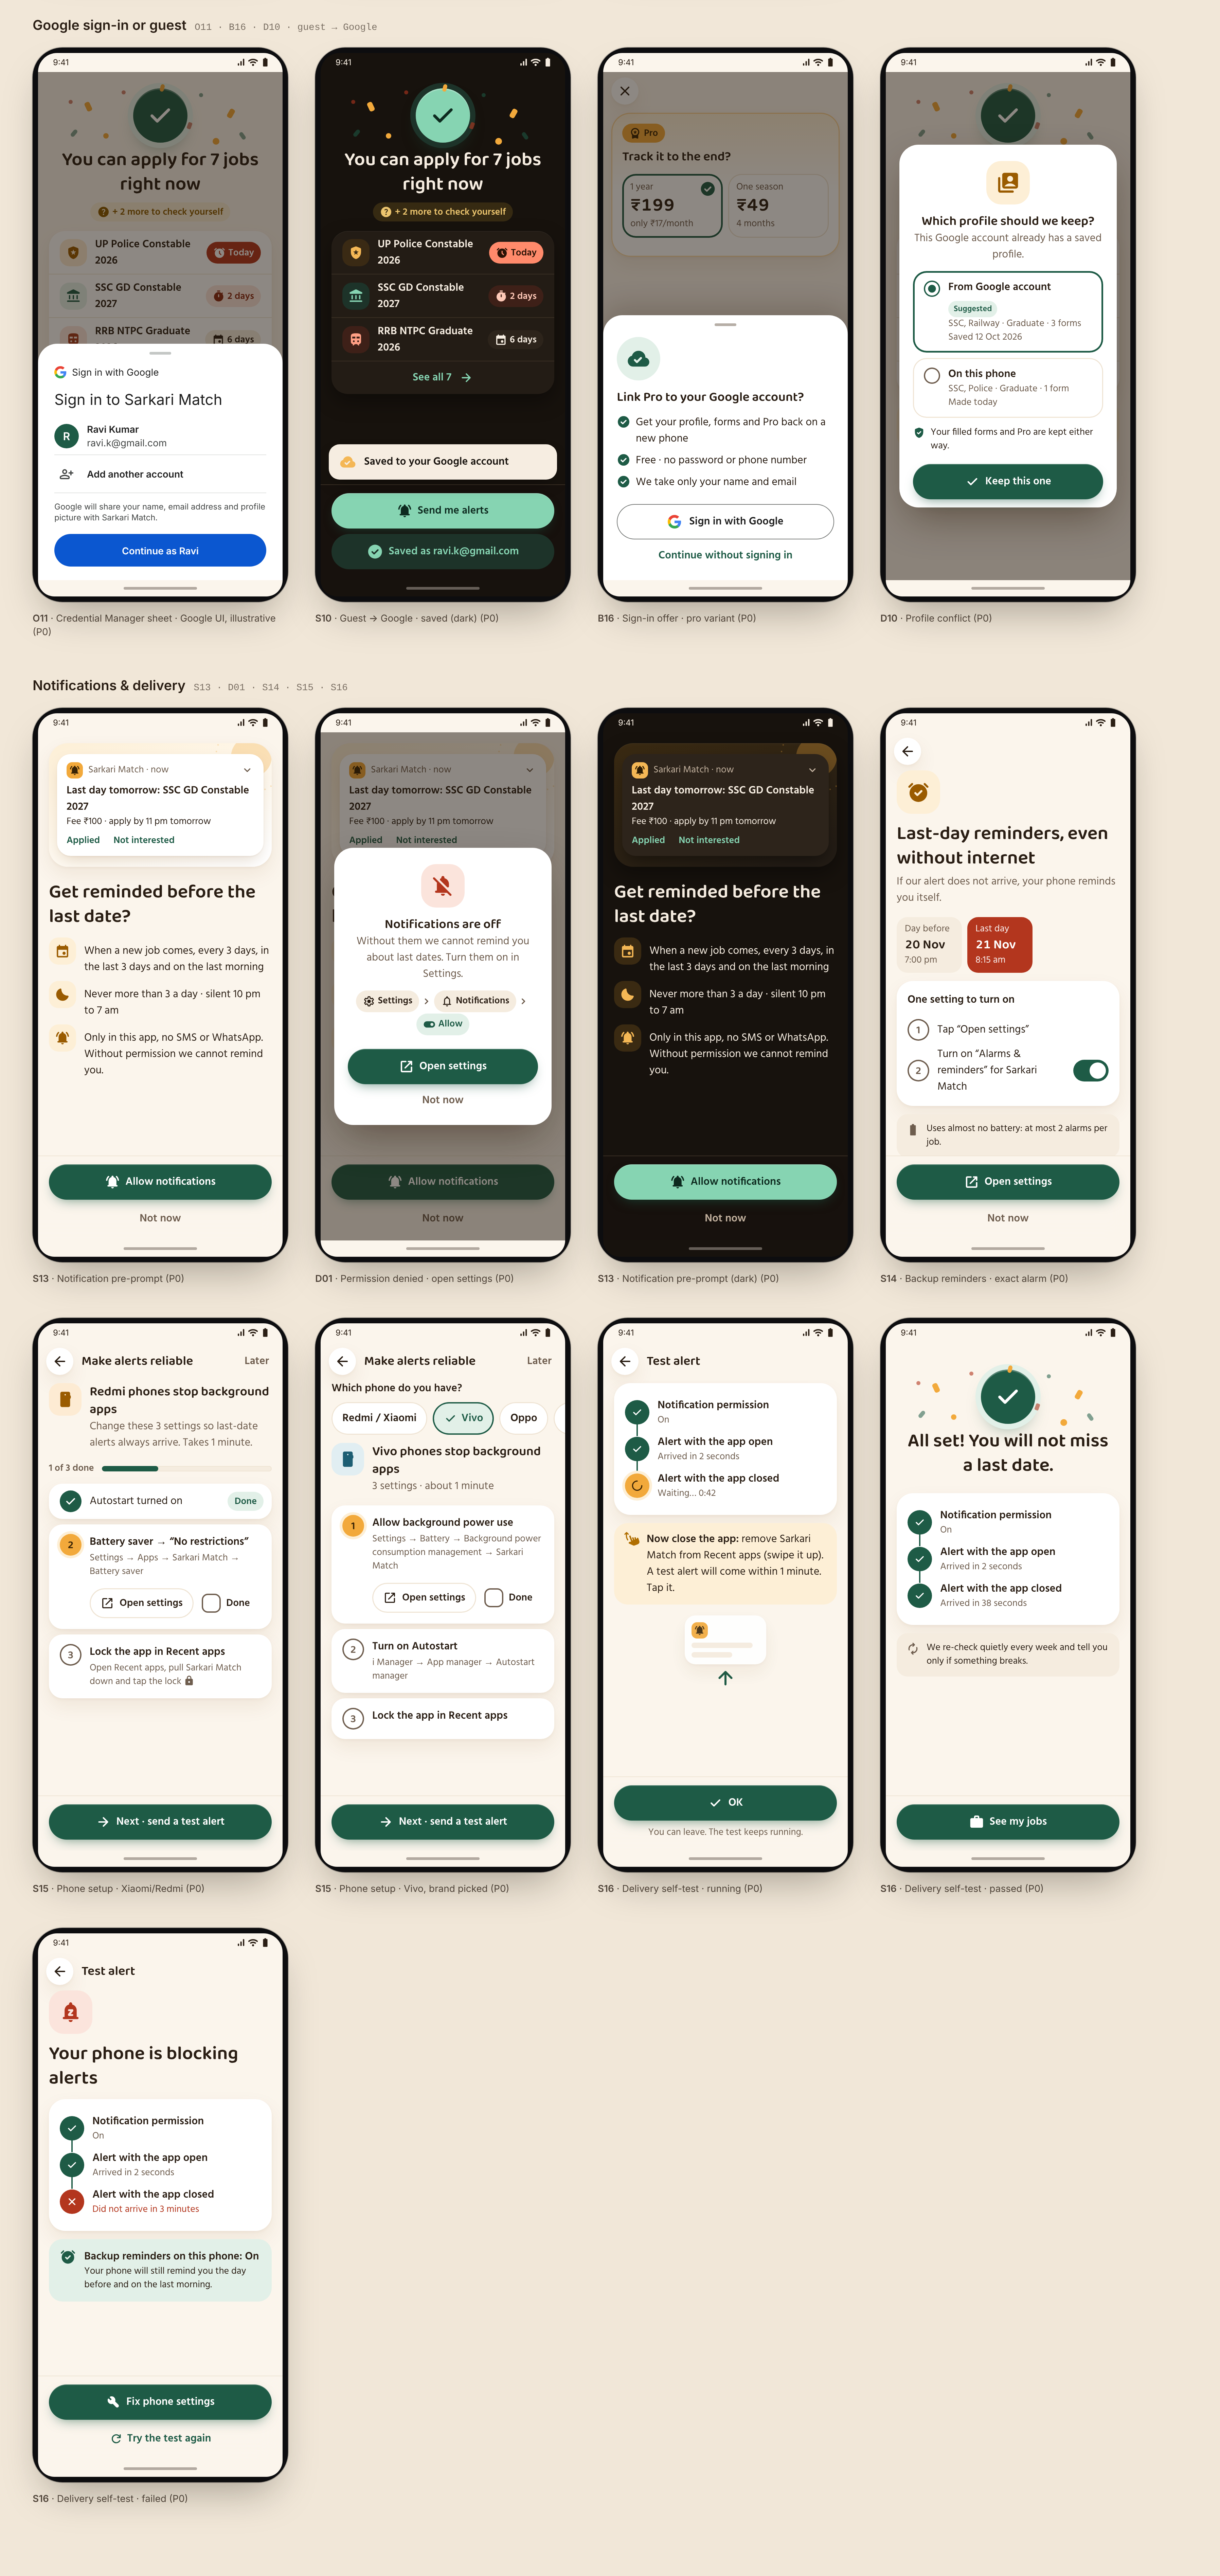 Google sign-in or guest O11 · B16 · D10 · guest → Google
9:41
You can apply for 7 jobs
right now
+ 2 more to check yourself
UP Police Constable
2026
Today
SSC GD Constable
2027
2 days
RRB NTPC Graduate
2026
6 days
Sign in with Google
Sign in to Sarkari Match
R
Ravi Kumar
ravi.k@gmail.com
Add another account
Google will share your name, email address and profile
picture with Sarkari Match.
Continue as Ravi
O11 · Credential Manager sheet · Google UI, illustrative
(P0)
9:41
You can apply for 7 jobs
right now
+ 2 more to check yourself
UP Police Constable
2026
Today
SSC GD Constable
2027
2 days
RRB NTPC Graduate
2026
6 days
See all 7
Saved to your Google account
Send me alerts
Saved as ravi.k@gmail.com
S10 · Guest → Google · saved (dark) (P0)
9:41
Pro
Track it to the end?
1 year
₹199
only ₹17/month
One season
₹49
4 months
Link Pro to your Google account?
Get your profile, forms and Pro back on a
new phone
Free · no password or phone number
We take only your name and email
Sign in with Google
Continue without signing in
B16 · Sign-in offer · pro variant (P0)
9:41
Which profile should we keep?
This Google account already has a saved
profile.
From Google account
Suggested
SSC, Railway · Graduate · 3 forms
Saved 12 Oct 2026
On this phone
SSC, Police · Graduate · 1 form
Made today
Your filled forms and Pro are kept either
way.
Keep this one
D10 · Profile conflict (P0)
Notifications & delivery S13 · D01 · S14 · S15 · S16
9:41
Sarkari Match · now
Last day tomorrow: SSC GD Constable
2027
Fee ₹100 · apply by 11 pm tomorrow
Applied Not interested
Get reminded before the
last date?
When a new job comes, every 3 days, in
the last 3 days and on the last morning
Never more than 3 a day · silent 10 pm
to 7 am
Only in this app, no SMS or WhatsApp.
Without permission we cannot remind
you.
Allow notifications
Not now
S13 · Notification pre-prompt (P0)
9:41
Sarkari Match · now
Last day tomorrow: SSC GD Constable
2027
Fee ₹100 · apply by 11 pm tomorrow
Applied Not interested
Notifications are off
Without them we cannot remind you
about last dates. Turn them on in
Settings.
Settings › Notifications ›
Allow
Open settings
Not now
Allow notifications
Not now
D01 · Permission denied · open settings (P0)
9:41
Sarkari Match · now
Last day tomorrow: SSC GD Constable
2027
Fee ₹100 · apply by 11 pm tomorrow
Applied Not interested
Get reminded before the
last date?
When a new job comes, every 3 days, in
the last 3 days and on the last morning
Never more than 3 a day · silent 10 pm
to 7 am
Only in this app, no SMS or WhatsApp.
Without permission we cannot remind
you.
Allow notifications
Not now
S13 · Notification pre-prompt (dark) (P0)
9:41
Last-day reminders, even
without internet
If our alert does not arrive, your phone reminds
you itself.
Day before
20 Nov
7:00 pm
Last day
21 Nov
8:15 am
One setting to turn on
1
Tap “Open settings”
2
Turn on “Alarms &
reminders” for Sarkari
Match
Uses almost no battery: at most 2 alarms per
job.
Open settings
Not now
S14 · Backup reminders · exact alarm (P0)
9:41
Make alerts reliable
Later
Redmi phones stop background
apps
Change these 3 settings so last-date
alerts always arrive. Takes 1 minute.
1 of 3 done
Autostart turned on
Done
2
Battery saver → “No restrictions”
Settings → Apps → Sarkari Match →
Battery saver
Open settings
Done
3
Lock the app in Recent apps
Open Recent apps, pull Sarkari Match
down and tap the lock
Next · send a test alert
S15 · Phone setup · Xiaomi/Redmi (P0)
9:41
Make alerts reliable
Later
Which phone do you have?
Redmi / Xiaomi
Vivo
Oppo
Vivo phones stop background
apps
3 settings · about 1 minute
1
Allow background power use
Settings → Battery → Background power
consumption management → Sarkari
Match
Open settings
Done
2
Turn on Autostart
i Manager → App manager → Autostart
manager
3
Lock the app in Recent apps
Next · send a test alert
S15 · Phone setup · Vivo, brand picked (P0)
9:41
Test alert
Notification permission
On
Alert with the app open
Arrived in 2 seconds
Alert with the app closed
Waiting... 0:42
Now close the app: remove Sarkari
Match from Recent apps (swipe it up).
A test alert will come within 1 minute.
Tap it.
OK
You can leave. The test keeps running.
S16 · Delivery self-test · running (P0)
9:41
All set! You will not miss
a last date.
Notification permission
On
Alert with the app open
Arrived in 2 seconds
Alert with the app closed
Arrived in 38 seconds
We re-check quietly every week and tell you
only if something breaks.
See my jobs
S16 · Delivery self-test · passed (P0)
9:41
Test alert
Your phone is blocking
alerts
Notification permission
On
Alert with the app open
Arrived in 2 seconds
Alert with the app closed
Did not arrive in 3 minutes
Backup reminders on this phone: On
Your phone will still remind you the day
before and on the last morning.
Fix phone settings
Try the test again
S16 · Delivery self-test · failed (P0)